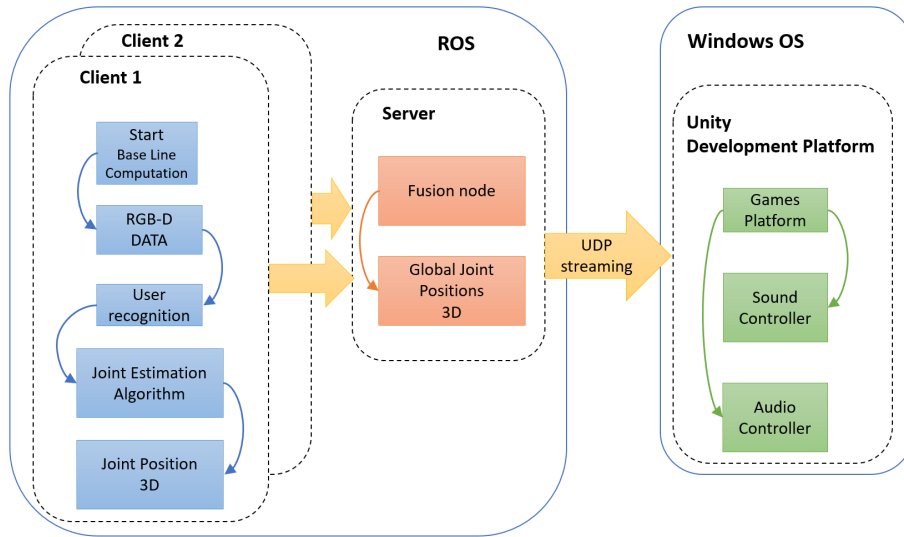 Client 2
Client 1
Start
Base Line
Computation
RGB-D
DATA
User
recognition
Joint Estimation
Algorithm
Joint Position
3D
ROS
Server
Fusion node
Global Joint
Positions
3D
UDP
streaming
Windows OS
Unity
Development Platform
Games
Platform
Sound
Controller
Audio
Controller